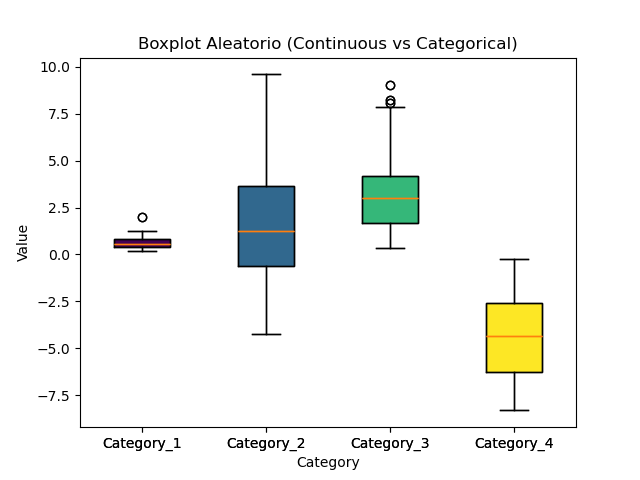 Boxplot Aleatorio (Continuous vs Categorical)
10.0
7.5
5.0
2.5
0.0
−2.5
−5.0
−7.5
Value
Category_1
Category_2
Category_3
Category_4
Category